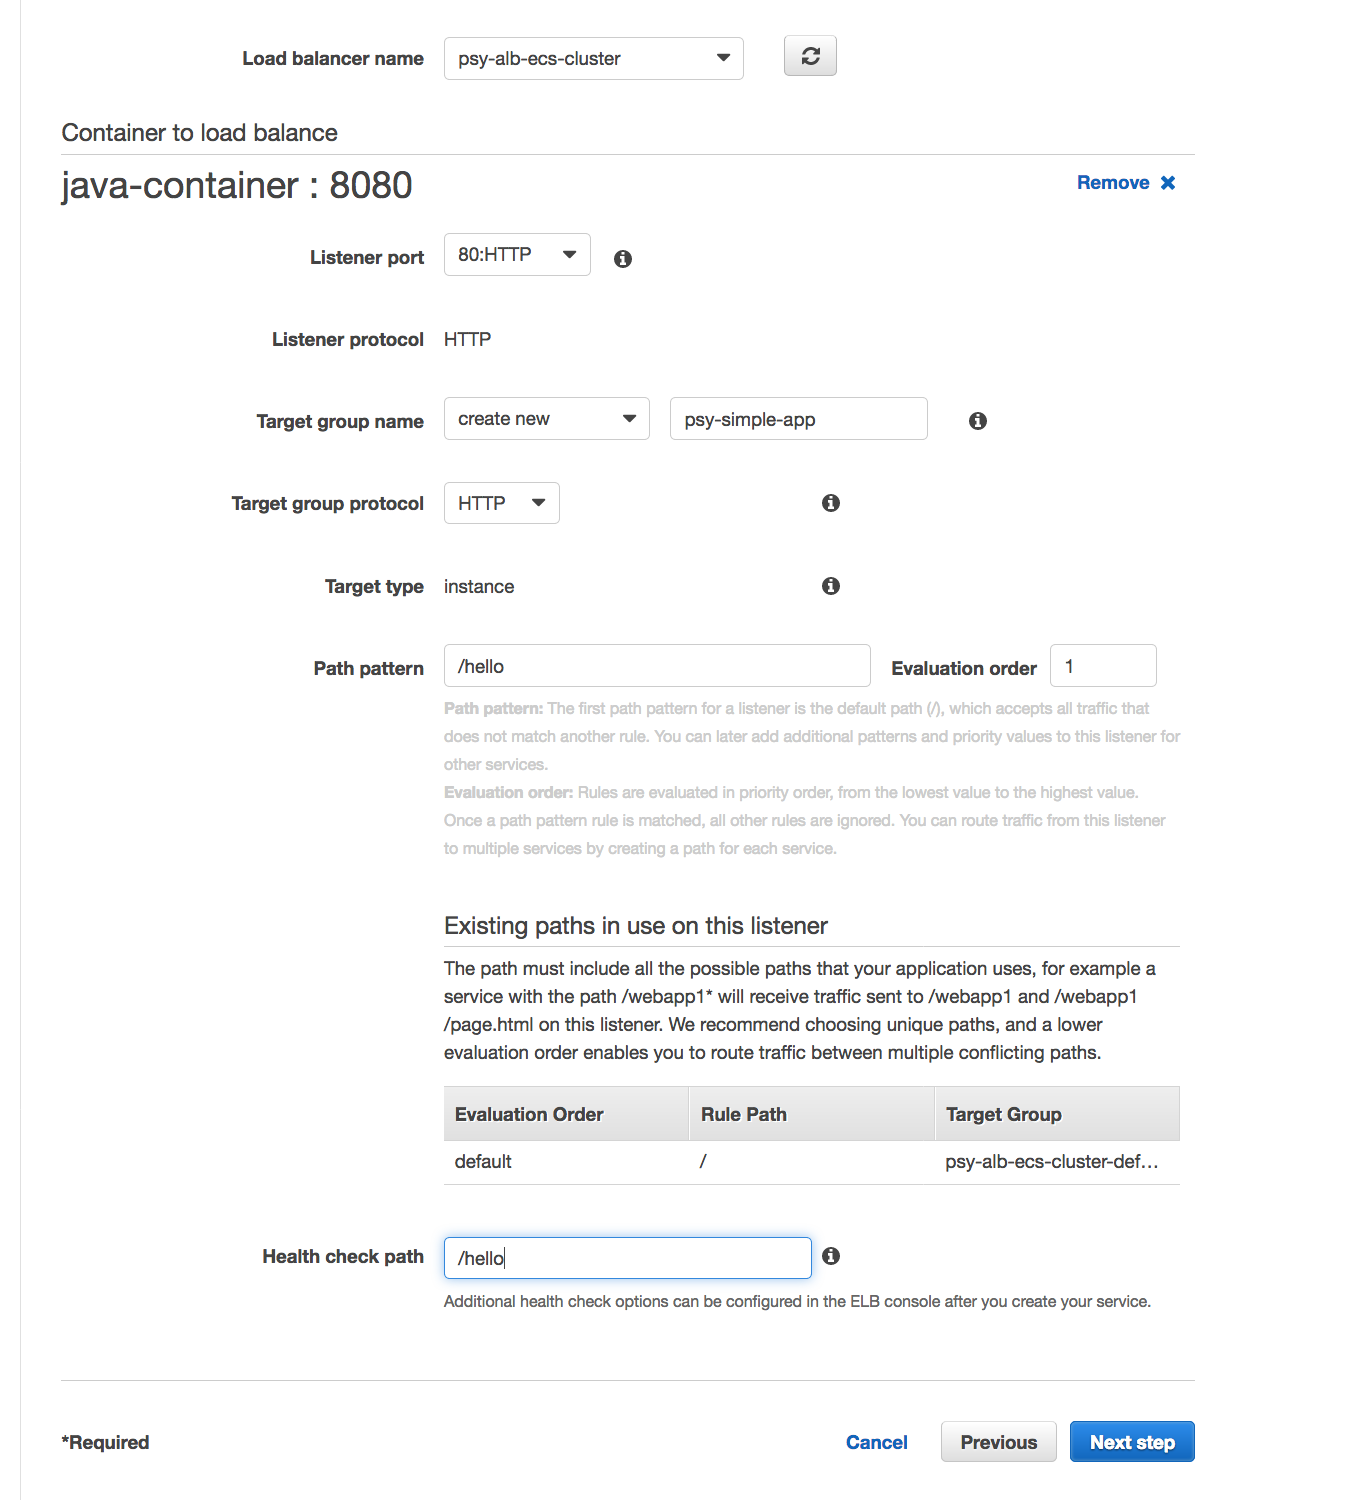 Load balancer name psy-alb-ecs-cluster
Container to load balance
java-container : 8080 Remove
Listener port 80:HTTP
Listener protocol HTTP
Target group name create new psy-simple-app
Target group protocol HTTP
Target type instance
Path pattern /hello Evaluation order 1
Path pattern: The first path pattern for a listener is the default path (/), which accepts all traffic that
does not match another rule. You can later add additional patterns and priority values to this listener for
other services.
Evaluation order: Rules are evaluated in priority order, from the lowest value to the highest value.
Once a path pattern rule is matched, all other rules are ignored. You can route traffic from this listener
to multiple services by creating a path for each service.
Existing paths in use on this listener
The path must include all the possible paths that your application uses, for example a
service with the path /webapp1* will receive traffic sent to /webapp1 and /webapp1
/page.html on this listener. We recommend choosing unique paths, and a lower
evaluation order enables you to route traffic between multiple conflicting paths.
Evaluation Order Rule Path Target Group
default / psy-alb-ecs-cluster-def...
Health check path /hello
Additional health check options can be configured in the ELB console after you create your service.
*Required Cancel Previous Next step